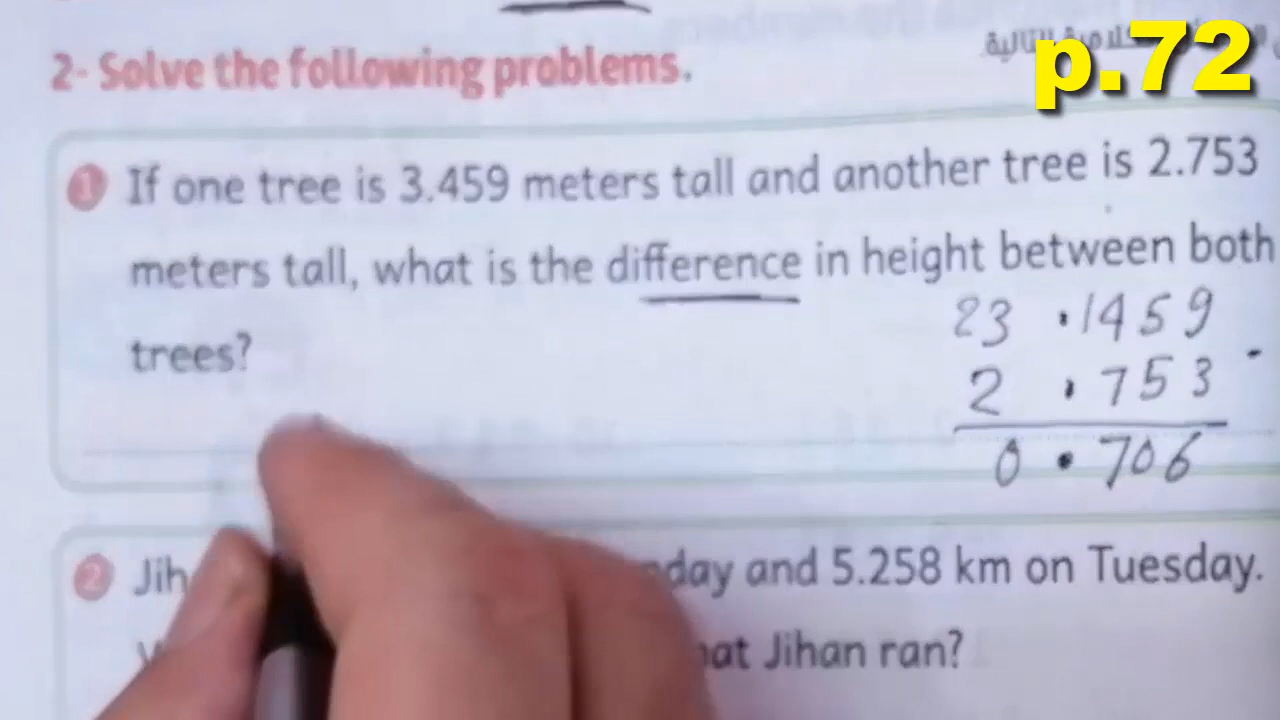 p.72
2- Solve the following problems.
1 If one tree is 3.459 meters tall and another tree is 2.753
meters tall, what is the difference in height between both
trees?
23 .1459
2 .753 -
0.706
2 Jih day and 5.258 km on Tuesday.
at Jihan ran?